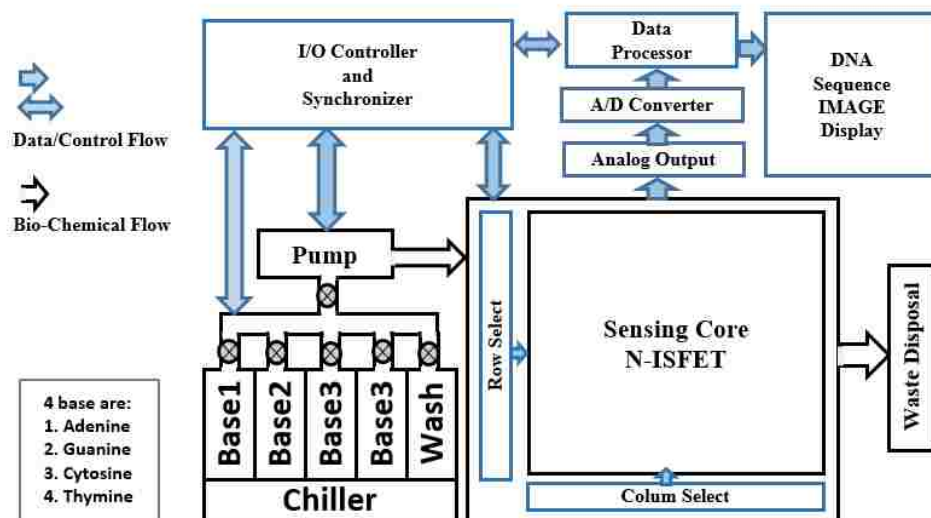 I/O Controller
and
Synchronizer
Data
Processor
DNA
Sequence
IMAGE
Display
A/D Converter
Analog Output
Data/Control Flow
Bio-Chemical Flow
Pump
Row Select
Sensing Core
N-ISFET
Waste Disposal
Base1
Base2
Base3
Base3
Wash
Chiller
Colum Select
4 base are:
1. Adenine
2. Guanine
3. Cytosine
4. Thymine